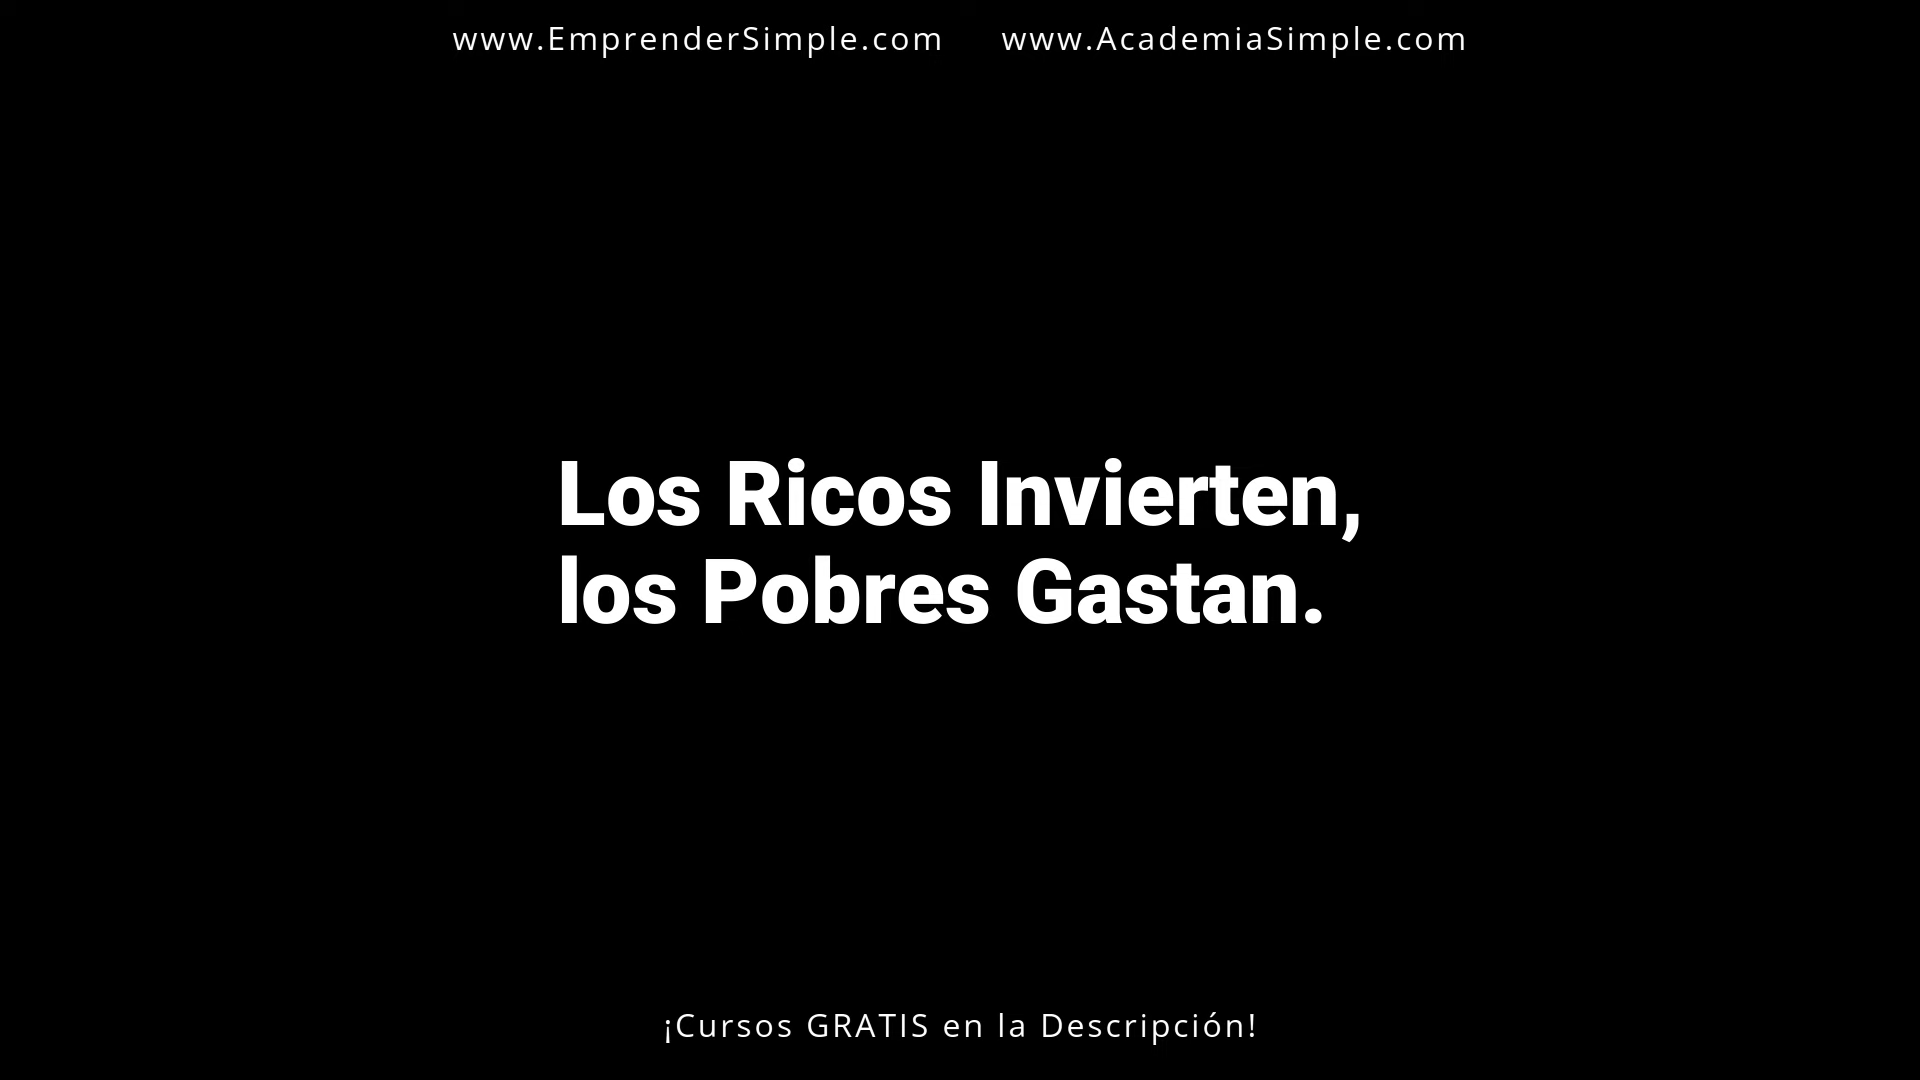 www.EmprenderSimple.com www.AcademiaSimple.com
Los Ricos Invierten,
los Pobres Gastan.
¡Cursos GRATIS en la Descripción!